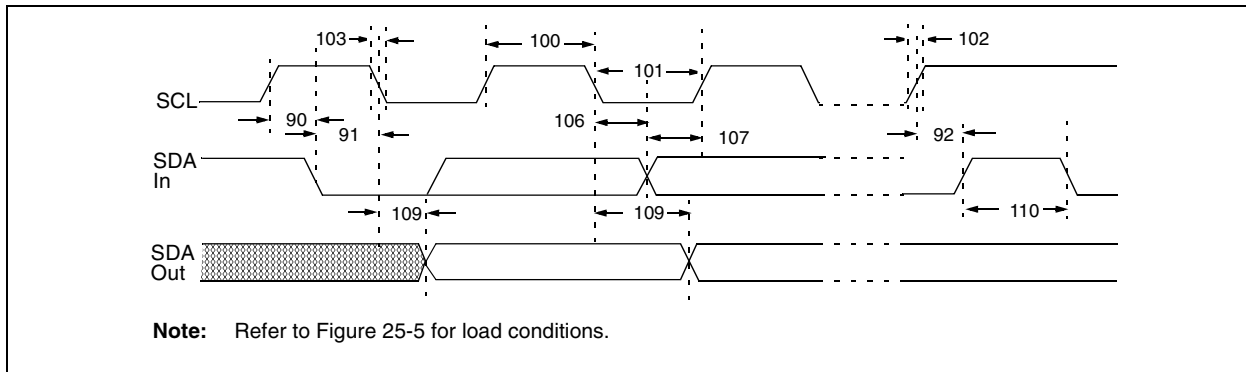 103
100
102
101
SCL
90
91
106
107
92
SDA
In
109
109
110
SDA
Out
Note: Refer to Figure 25-5 for load conditions.